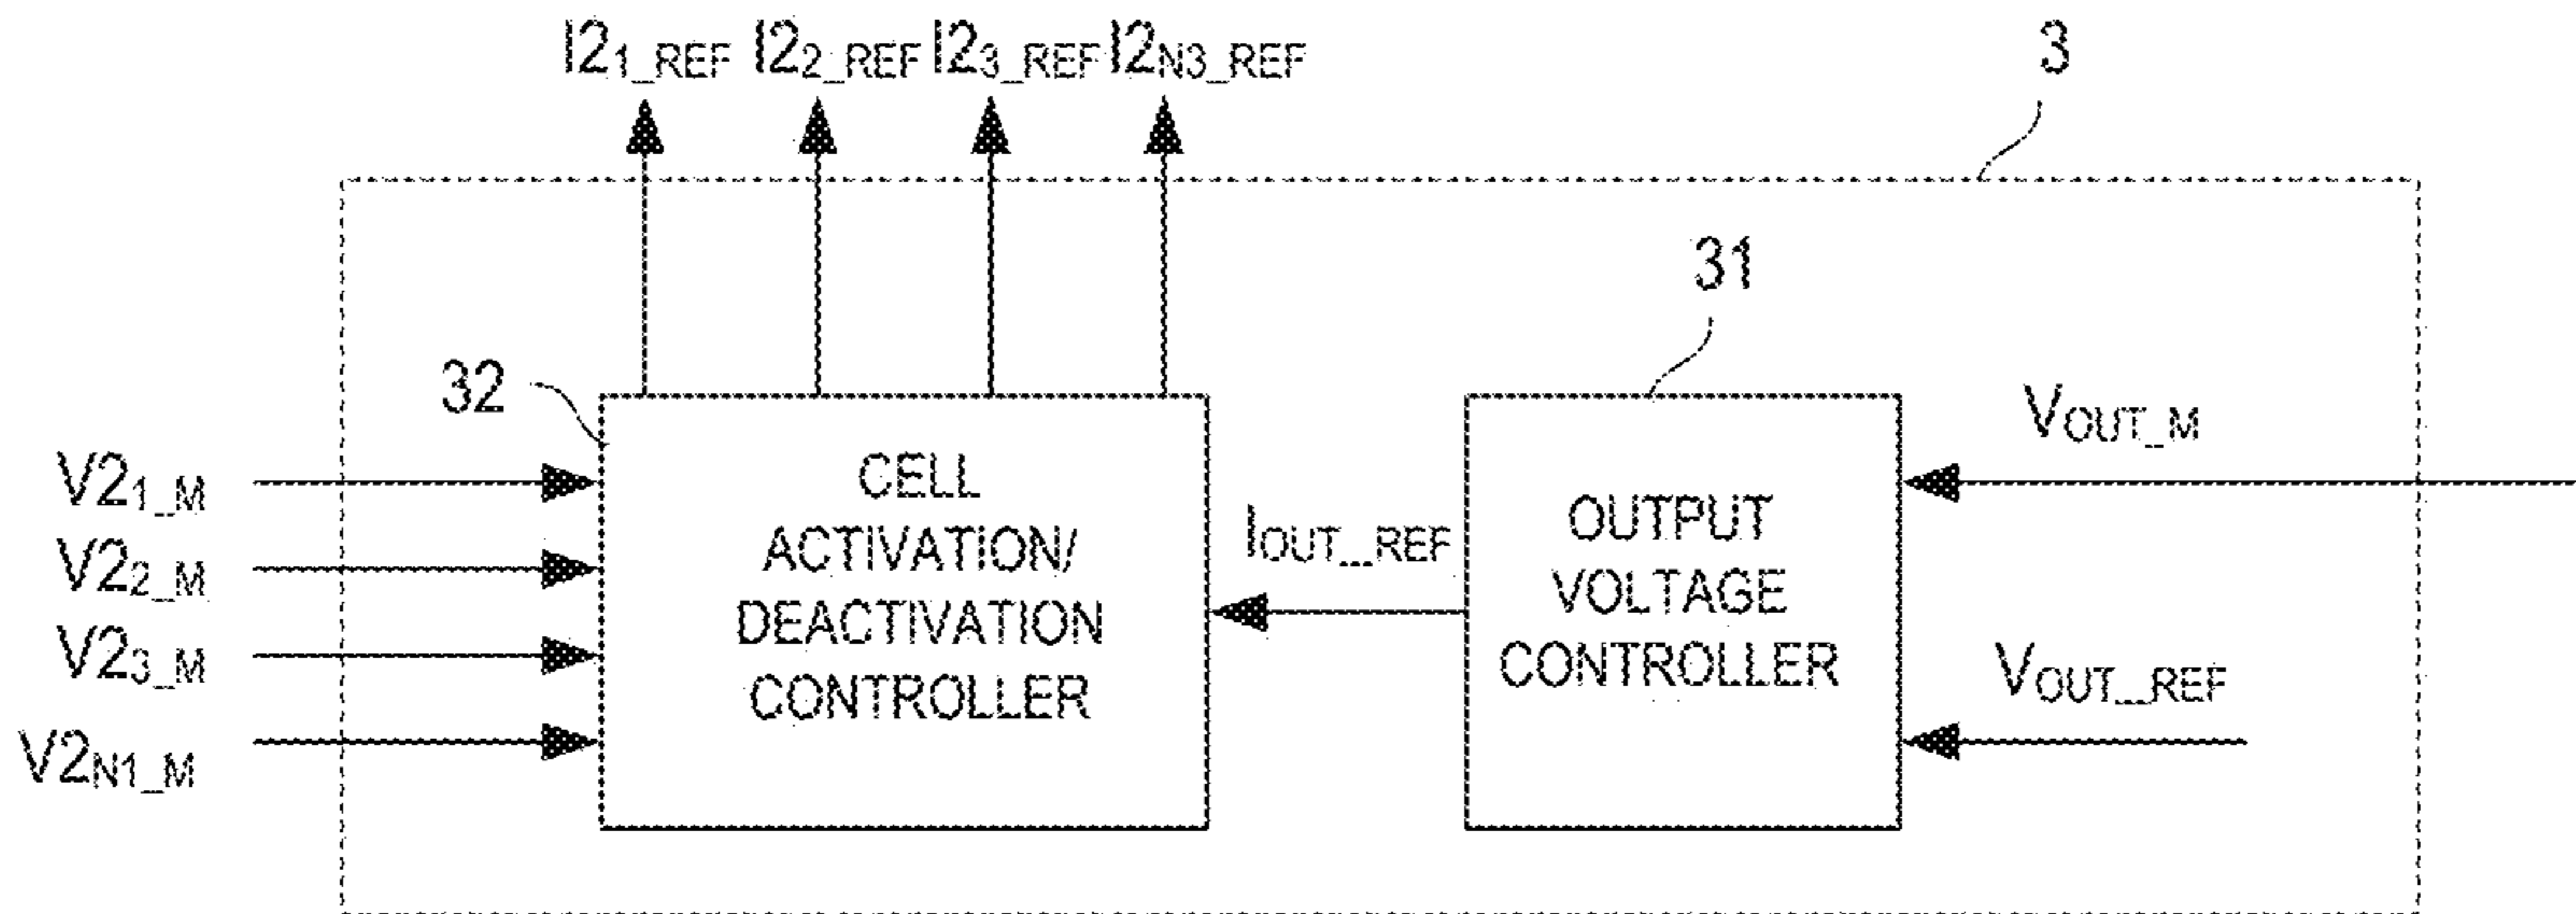 I21_REF I22_REF I23_REF I2N3_REF
3
31
32
V21_M
V22_M
V23_M
V2N1_M
CELL
ACTIVATION/
DEACTIVATION
CONTROLLER
IOUT_REF
OUTPUT
VOLTAGE
CONTROLLER
VOUT_M
VOUT_REF